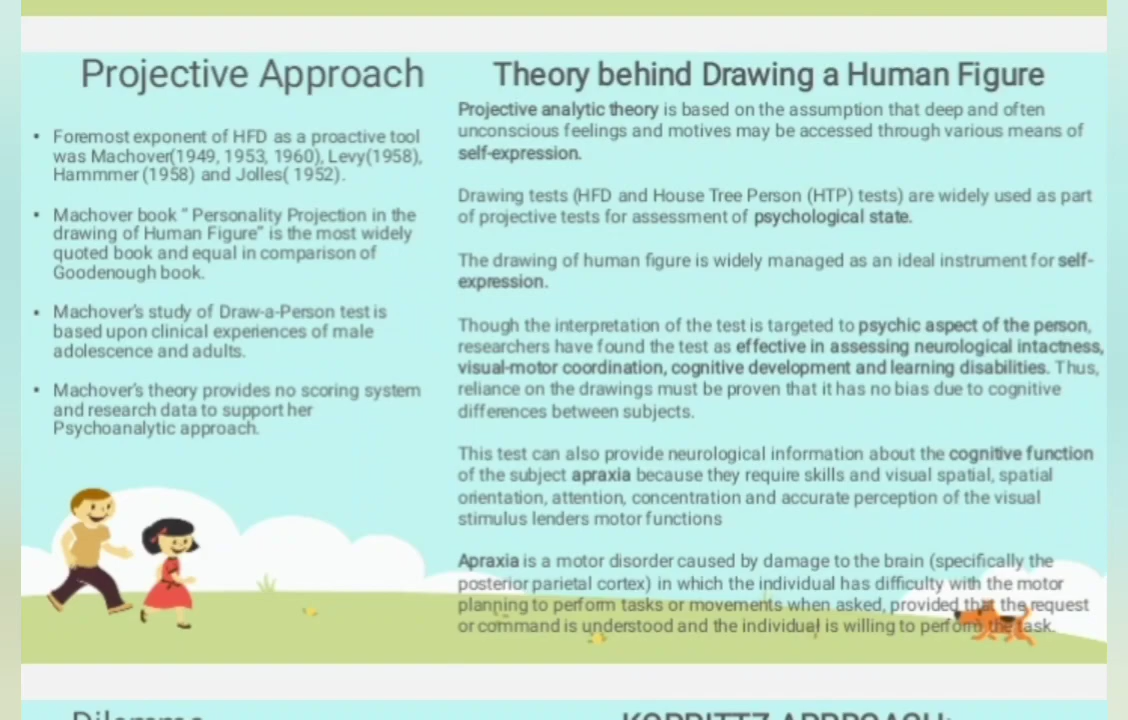 Projective Approach
• Foremost exponent of HFD as a proactive tool
was Machover(1949, 1953, 1960), Levy(1958),
Hammmer (1958) and Jolles( 1952).
• Machover book " Personality Projection in the
drawing of Human Figure" is the most widely
quoted book and equal in comparison of
Goodenough book.
• Machover's study of Draw-a-Person test is
based upon clinical experiences of male
adolescence and adults.
• Machover's theory provides no scoring system
and research data to support her
Psychoanalytic approach.
Theory behind Drawing a Human Figure
Projective analytic theory is based on the assumption that deep and often
unconscious feelings and motives may be accessed through various means of
self-expression.
Drawing tests (HFD and House Tree Person (HTP) tests) are widely used as part
of projective tests for assessment of psychological state.
The drawing of human figure is widely managed as an ideal instrument for self-
expression.
Though the interpretation of the test is targeted to psychic aspect of the person,
researchers have found the test as effective in assessing neurological intactness,
visual-motor coordination, cognitive development and learning disabilities. Thus,
reliance on the drawings must be proven that it has no bias due to cognitive
differences between subjects.
This test can also provide neurological information about the cognitive function
of the subject apraxia because they require skills and visual spatial, spatial
orientation, attention, concentration and accurate perception of the visual
stimulus lenders motor functions
Apraxia is a motor disorder caused by damage to the brain (specifically the
posterior parietal cortex) in which the individual has difficulty with the motor
planning to perform tasks or movements when asked, provided that the request
or command is understood and the individual is willing to perform the task.